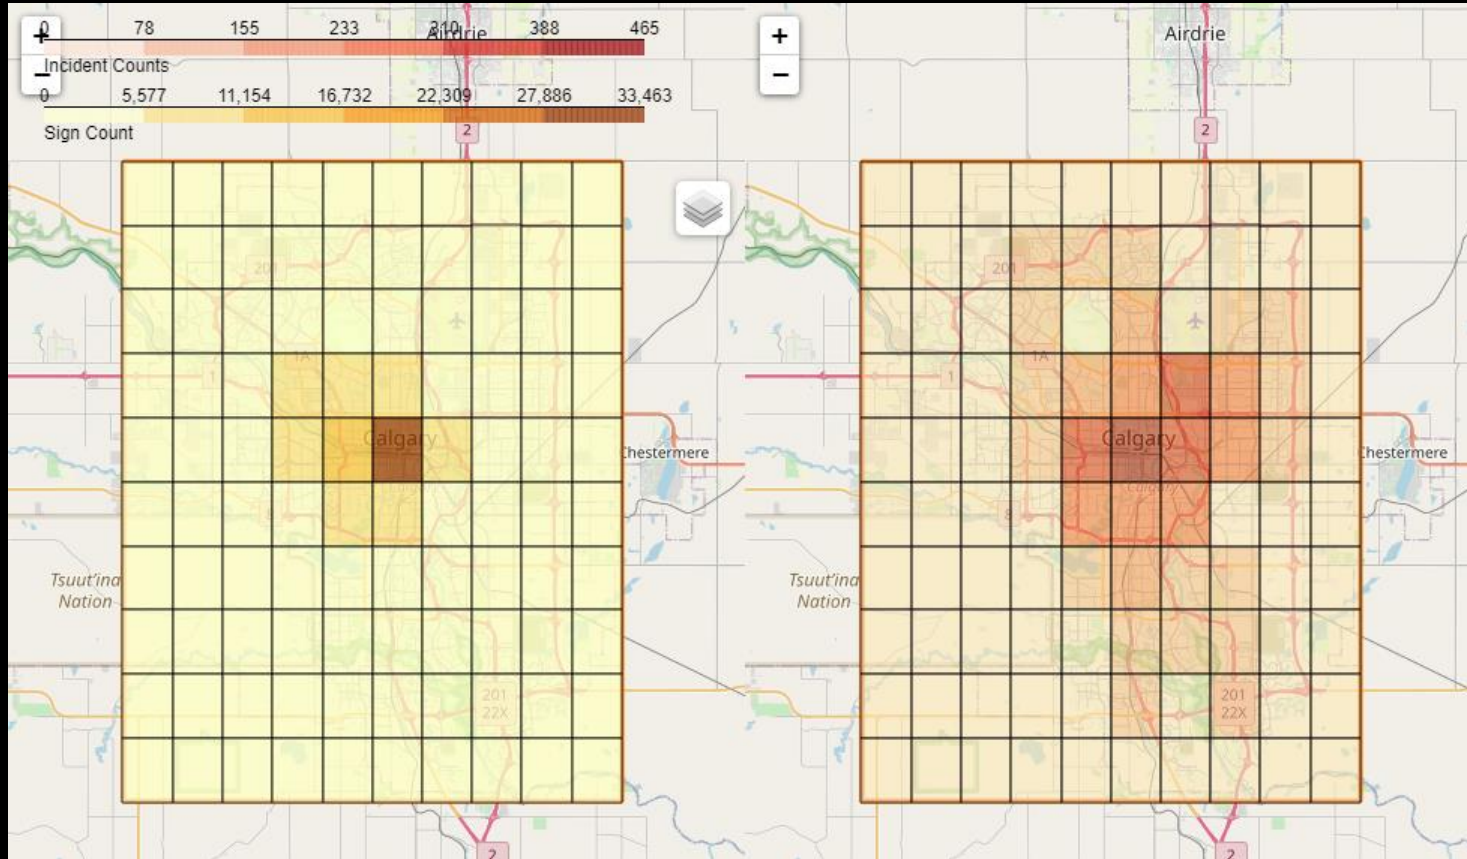 0 78 155 233 310 388 465
+
Airdrie
Incident Counts
−
0 5,577 11,154 16,732 22,309 27,886 33,463
Sign Count
2
201
1A
1
Calgary
Chestermere
8
Tsuut'ina
Nation
201
22X
2
+
−
Airdrie
2
201
1A
1
Calgary
Chestermere
Calgary
8
Tsuut'ina
Nation
201
22X
2